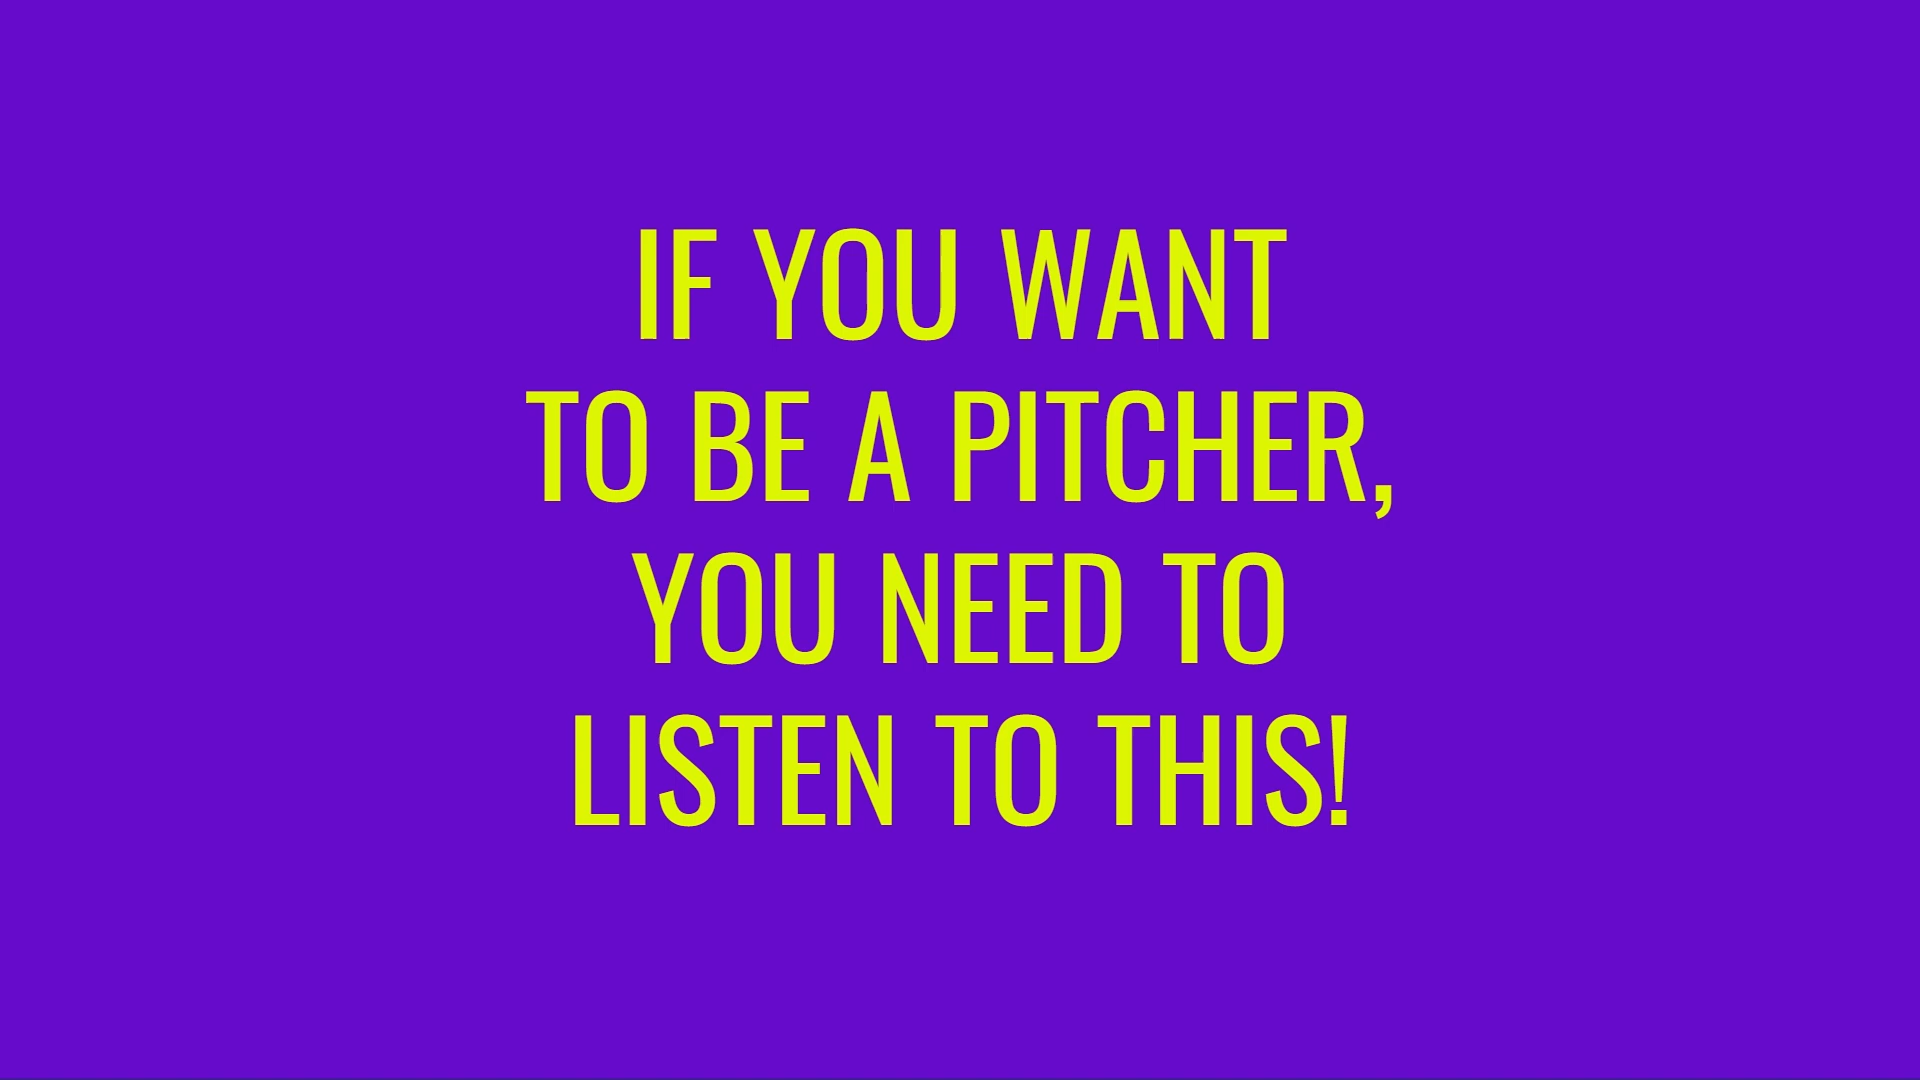 IF YOU WANT
TO BE A PITCHER,
YOU NEED TO
LISTEN TO THIS!